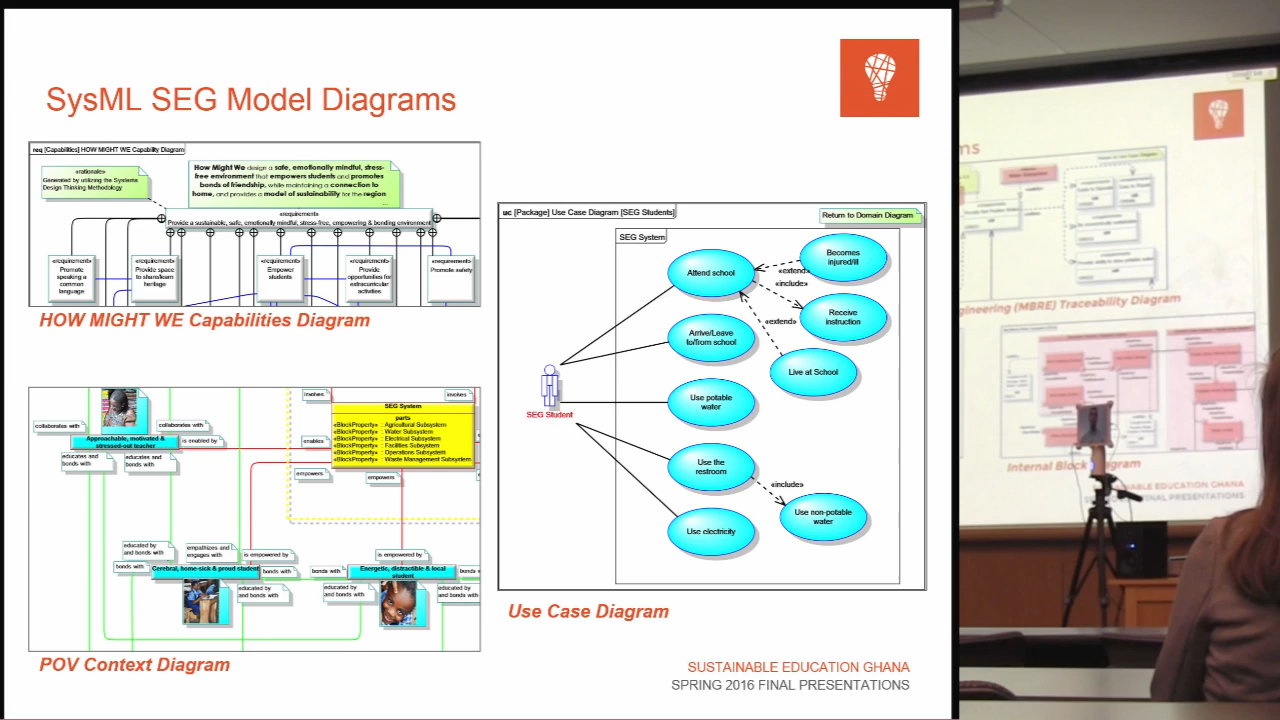 SysML SEG Model Diagrams
req [Capabilities] HOW MIGHT WE Capability Diagram
«rationale»
Generated by utilizing the Systems
Design Thinking Methodology
How Might We design a safe, emotionally mindful, stress-
free environment that empowers students and promotes
bonds of friendship, while maintaining a connection to
home, and provides a model of sustainability for the region
...
«requirements»
Provide a sustainable, safe, emotionally mindful, stress-free, empowering & bonding environment
«requirements»
Promote
speaking a
common
language
«requirements»
Provide space
to share/learn
heritage
«requirements»
Empower
students
«requirements»
Provide
opportunities for
extracurricular
activities
«requirements»
Promote safety
HOW MIGHT WE Capabilities Diagram
collaborates with
collaborates with
Approachable, motivated &
stressed-out teacher
is enabled by
educates and
bonds with
educates and
bonds with
involves
involves
SEG System
parts
«BlockProperty» : Agricultural Subsystem
«BlockProperty» : Water Subsystem
«BlockProperty» : Electrical Subsystem
«BlockProperty» : Facilities Subsystem
«BlockProperty» : Operations Subsystem
«BlockProperty» : Waste Management Subsystem
enables
empowers
empowers
educated by
and bonds with
empathizes and
engages with
is empowered by
is empowered by
bonds with
Cerebral, home-sick & proud student
bonds with
bonds with
Energetic, distractible & local
student
bonds
educated by
and bonds with
educated by
and bonds with
educated by
and bonds with
POV Context Diagram
uc [Package] Use Case Diagram [SEG Students]
Return to Domain Diagram
SEG System
Attend school
Becomes
injured/ill
«extend»
«include»
Receive
instruction
«extend»
Arrive/Leave
to/from school
Live at School
SEG Student
Use potable
water
Use the
restroom
«include»
Use non-potable
water
Use electricity
Use Case Diagram
SUSTAINABLE EDUCATION GHANA
SPRING 2016 FINAL PRESENTATIONS
gineering (MBRE) Traceability Diagram
Internal Block Diagram